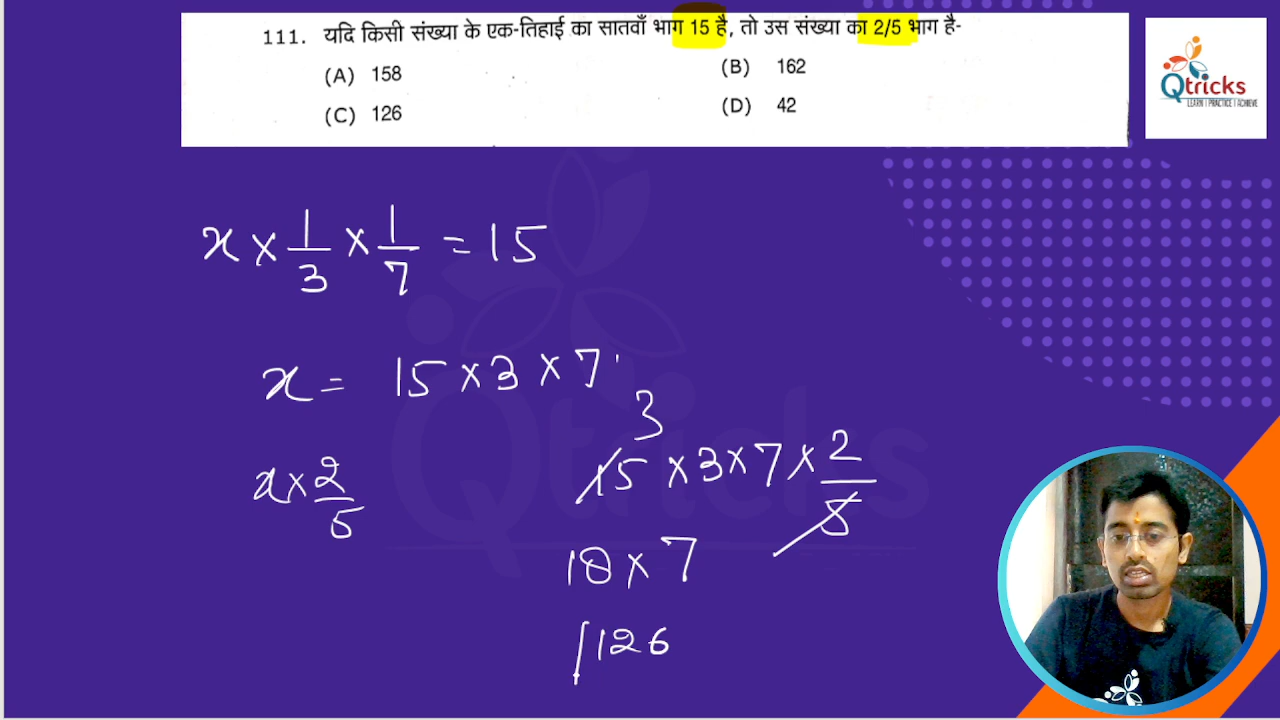 111. यदि किसी संख्या के एक-तिहाई का सातवाँ भाग 15 है, तो उस संख्या का 2/5 भाग है-
(A) 158 (B) 162
(C) 126 (D) 42
Qtricks
LEARN | PRACTICE | ACHIEVE
x × 1/3 × 1/7 = 15
x = 15 × 3 × 7
3
x × 2/5 15 × 3 × 7 × 2/5
18 × 7
126
Qtricks